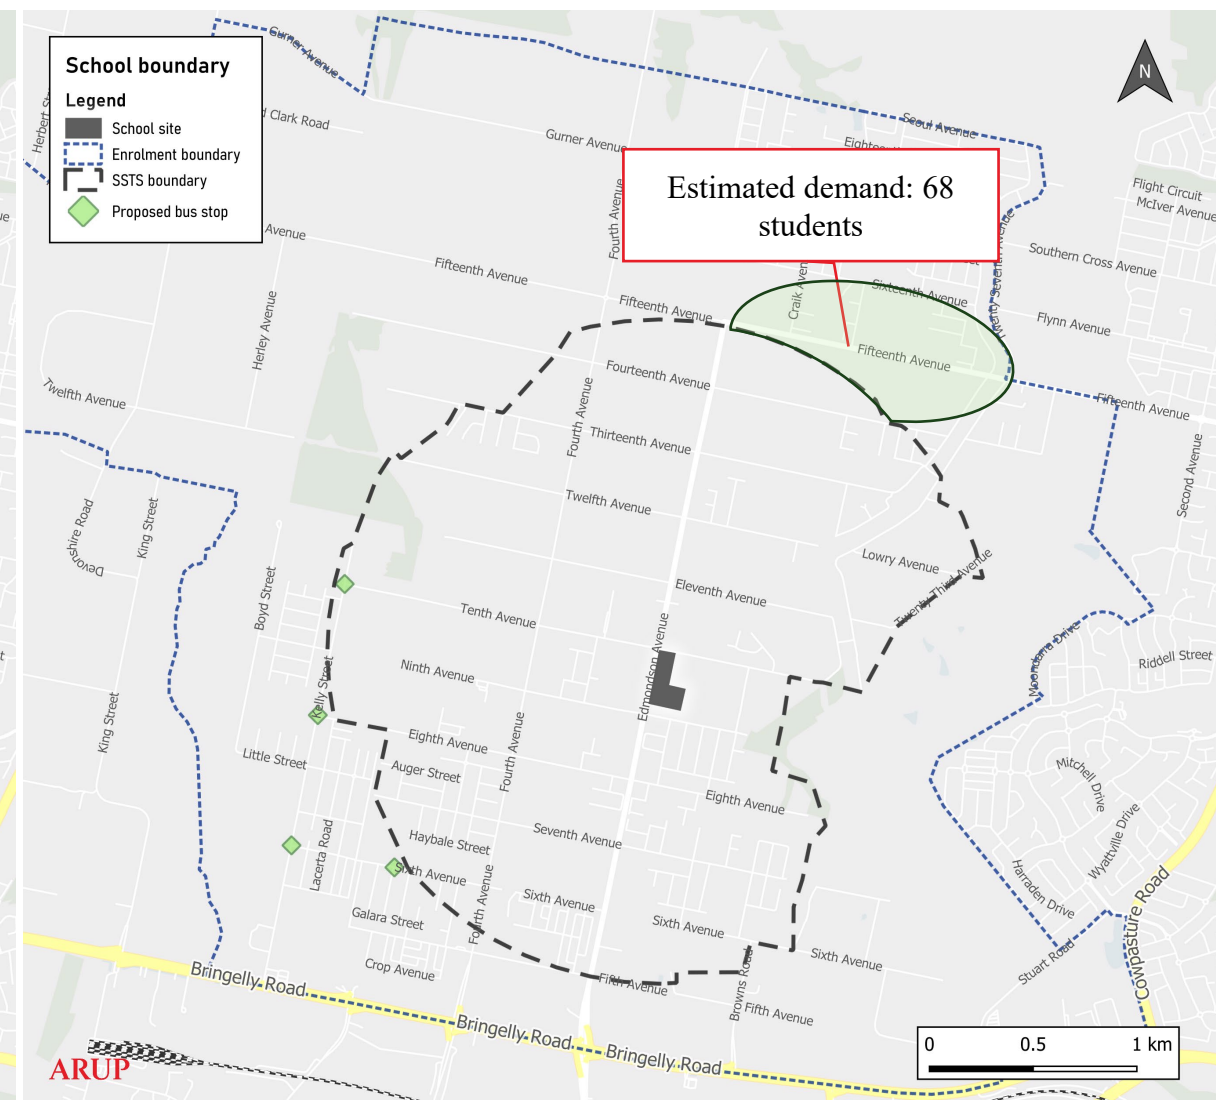 School boundary
Legend
School site
Enrolment boundary
SSTS boundary
Proposed bus stop
N
Gurner Avenue
Clark Road
Gurner Avenue
Seoul Avenue
Flight Circuit
McIver Avenue
Estimated demand: 68
students
Fourth Avenue
Avenue
Southern Cross Avenue
Fifteenth Avenue
Sixteenth Avenue
Fifteenth Avenue
Flynn Avenue
Herley Avenue
Fourteenth Avenue
Fifteenth Avenue
Fifteenth Avenue
Twelfth Avenue
Fourth Avenue
Thirteenth Avenue
Second Avenue
Twelfth Avenue
Devonshire Road
King Street
Boyd Street
Lowry Avenue
Eleventh Avenue
Twenty Third Avenue
Tenth Avenue
Moondarra Drive
Riddell Street
Ninth Avenue
Edmondson Avenue
Kelly Street
King Street
Fourth Avenue
Eighth Avenue
Little Street
Auger Street
Mitchell Drive
Eighth Avenue
Wyattville Drive
Seventh Avenue
Haybale Street
Lacerta Road
Sixth Avenue
Harraden Drive
Sixth Avenue
Fourth Avenue
Galara Street
Sixth Avenue
Sixth Avenue
Stuart Road
Cowpasture Road
Crop Avenue
Bringelly Road
Fifth Avenue
Browns Road
Fifth Avenue
Bringelly Road
Bringelly Road
ARUP
0 0.5 1 km